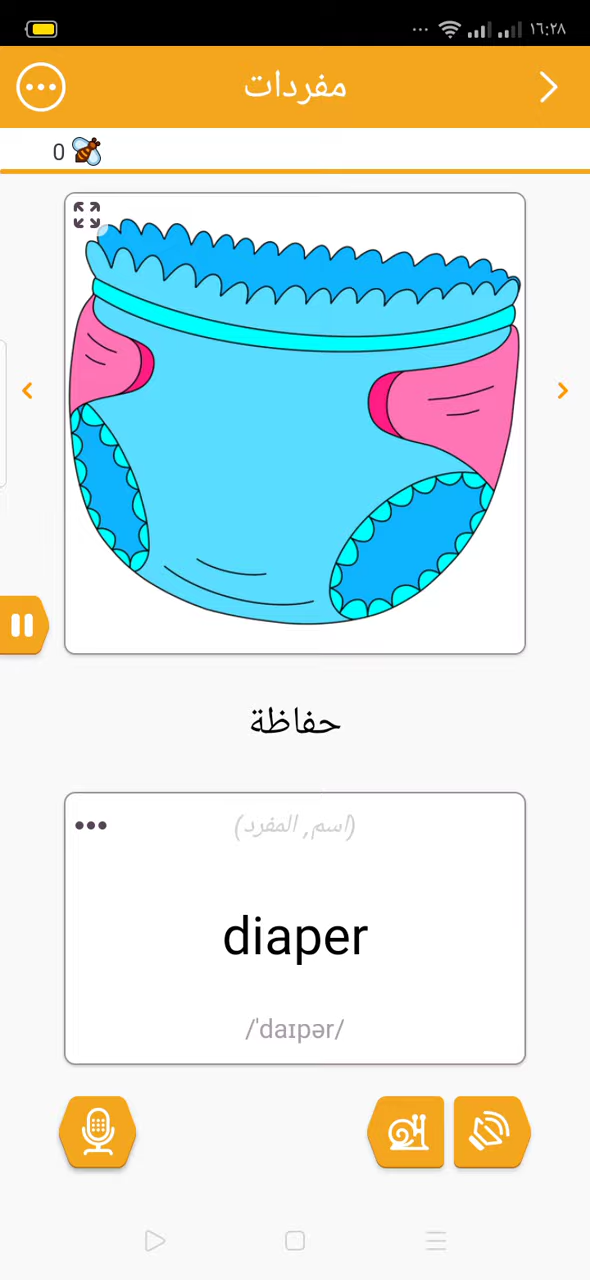 ١٦:٢٨
مفردات
0
حفاظة
(اسم, المفرد)
diaper
/ˈdaɪpər/